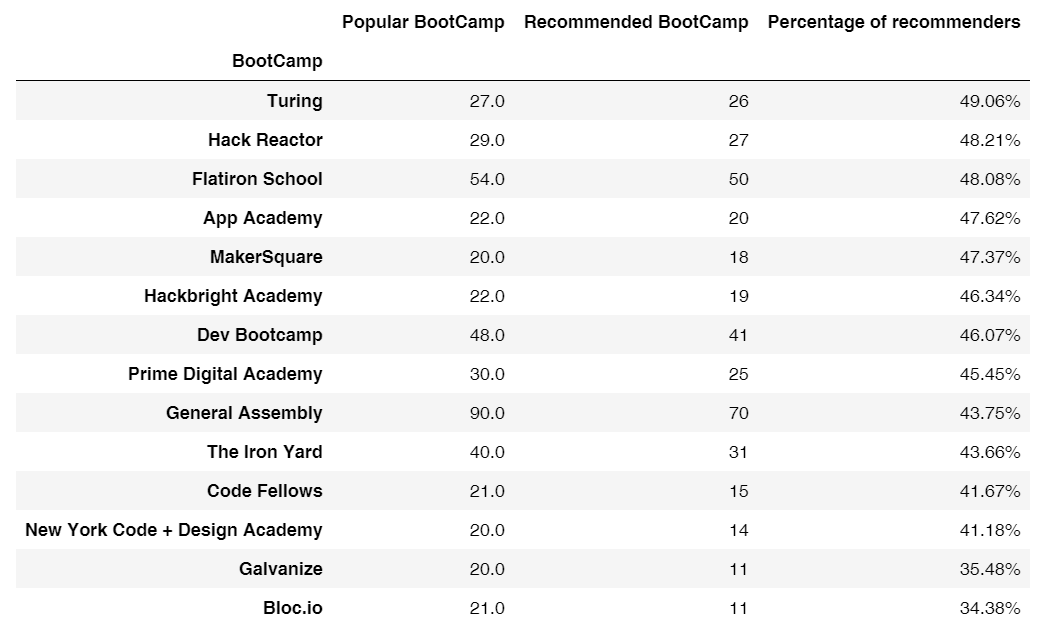 Popular BootCamp Recommended BootCamp Percentage of recommenders
BootCamp
Turing 27.0 26 49.06%
Hack Reactor 29.0 27 48.21%
Flatiron School 54.0 50 48.08%
App Academy 22.0 20 47.62%
MakerSquare 20.0 18 47.37%
Hackbright Academy 22.0 19 46.34%
Dev Bootcamp 48.0 41 46.07%
Prime Digital Academy 30.0 25 45.45%
General Assembly 90.0 70 43.75%
The Iron Yard 40.0 31 43.66%
Code Fellows 21.0 15 41.67%
New York Code + Design Academy 20.0 14 41.18%
Galvanize 20.0 11 35.48%
Bloc.io 21.0 11 34.38%